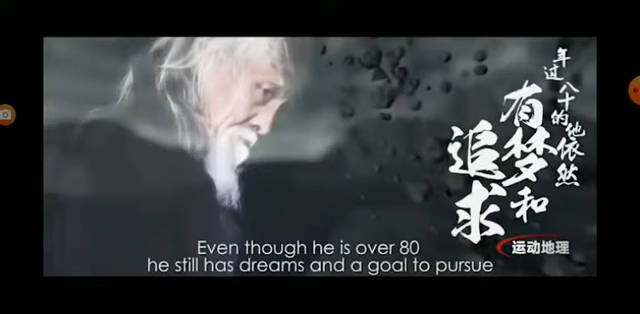 年过八十的他依然
有梦和
追求
运动地理
Even though he is over 80
he still has dreams and a goal to pursue